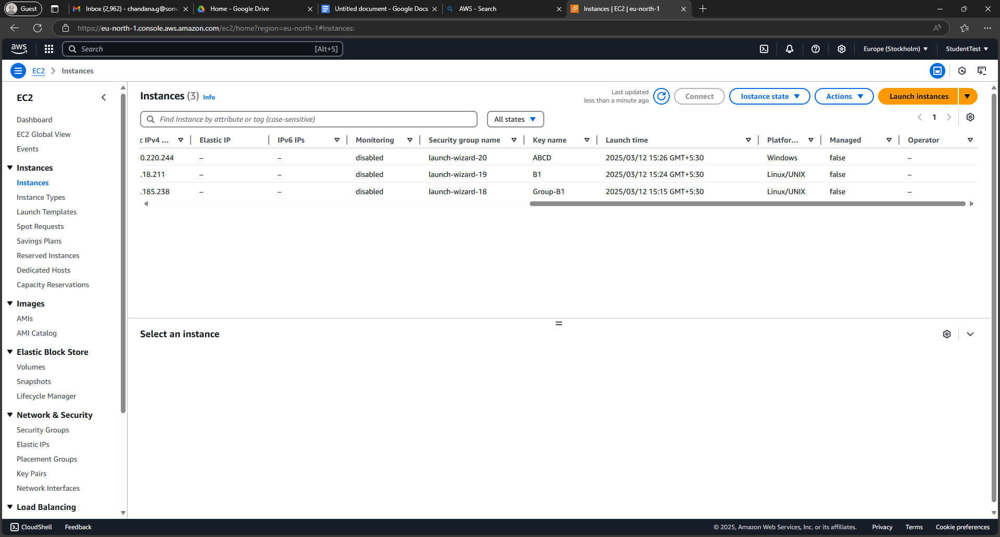 Guest
Inbox (2,962) - chandana.g@som
Home - Google Drive
Untitled document - Google Docs
AWS - Search
Instances | EC2 | eu-north-1
https://eu-north-1.console.aws.amazon.com/ec2/home?region=eu-north-1#Instances:
aws
Search
[Alt+S]
Europe (Stockholm)
StudentTest
EC2
Instances
EC2
Dashboard
EC2 Global View
Events
Instances
Instances
Instance Types
Launch Templates
Spot Requests
Savings Plans
Reserved Instances
Dedicated Hosts
Capacity Reservations
Images
AMIs
AMI Catalog
Elastic Block Store
Volumes
Snapshots
Lifecycle Manager
Network & Security
Security Groups
Elastic IPs
Placement Groups
Key Pairs
Network Interfaces
Load Balancing
Instances (3) Info
Last updated
less than a minute ago
Connect
Instance state
Actions
Launch instances
Find Instance by attribute or tag (case-sensitive)
All states
1
c IPv4 ... Elastic IP IPv6 IPs Monitoring Security group name Key name Launch time Platfor... Managed Operator
0.220.244 – – disabled launch-wizard-20 ABCD 2025/03/12 15:26 GMT+5:30 Windows false –
.18.211 – – disabled launch-wizard-19 B1 2025/03/12 15:24 GMT+5:30 Linux/UNIX false –
.185.238 – – disabled launch-wizard-18 Group-B1 2025/03/12 15:15 GMT+5:30 Linux/UNIX false –
Select an instance
CloudShell
Feedback
© 2025, Amazon Web Services, Inc. or its affiliates.
Privacy
Terms
Cookie preferences